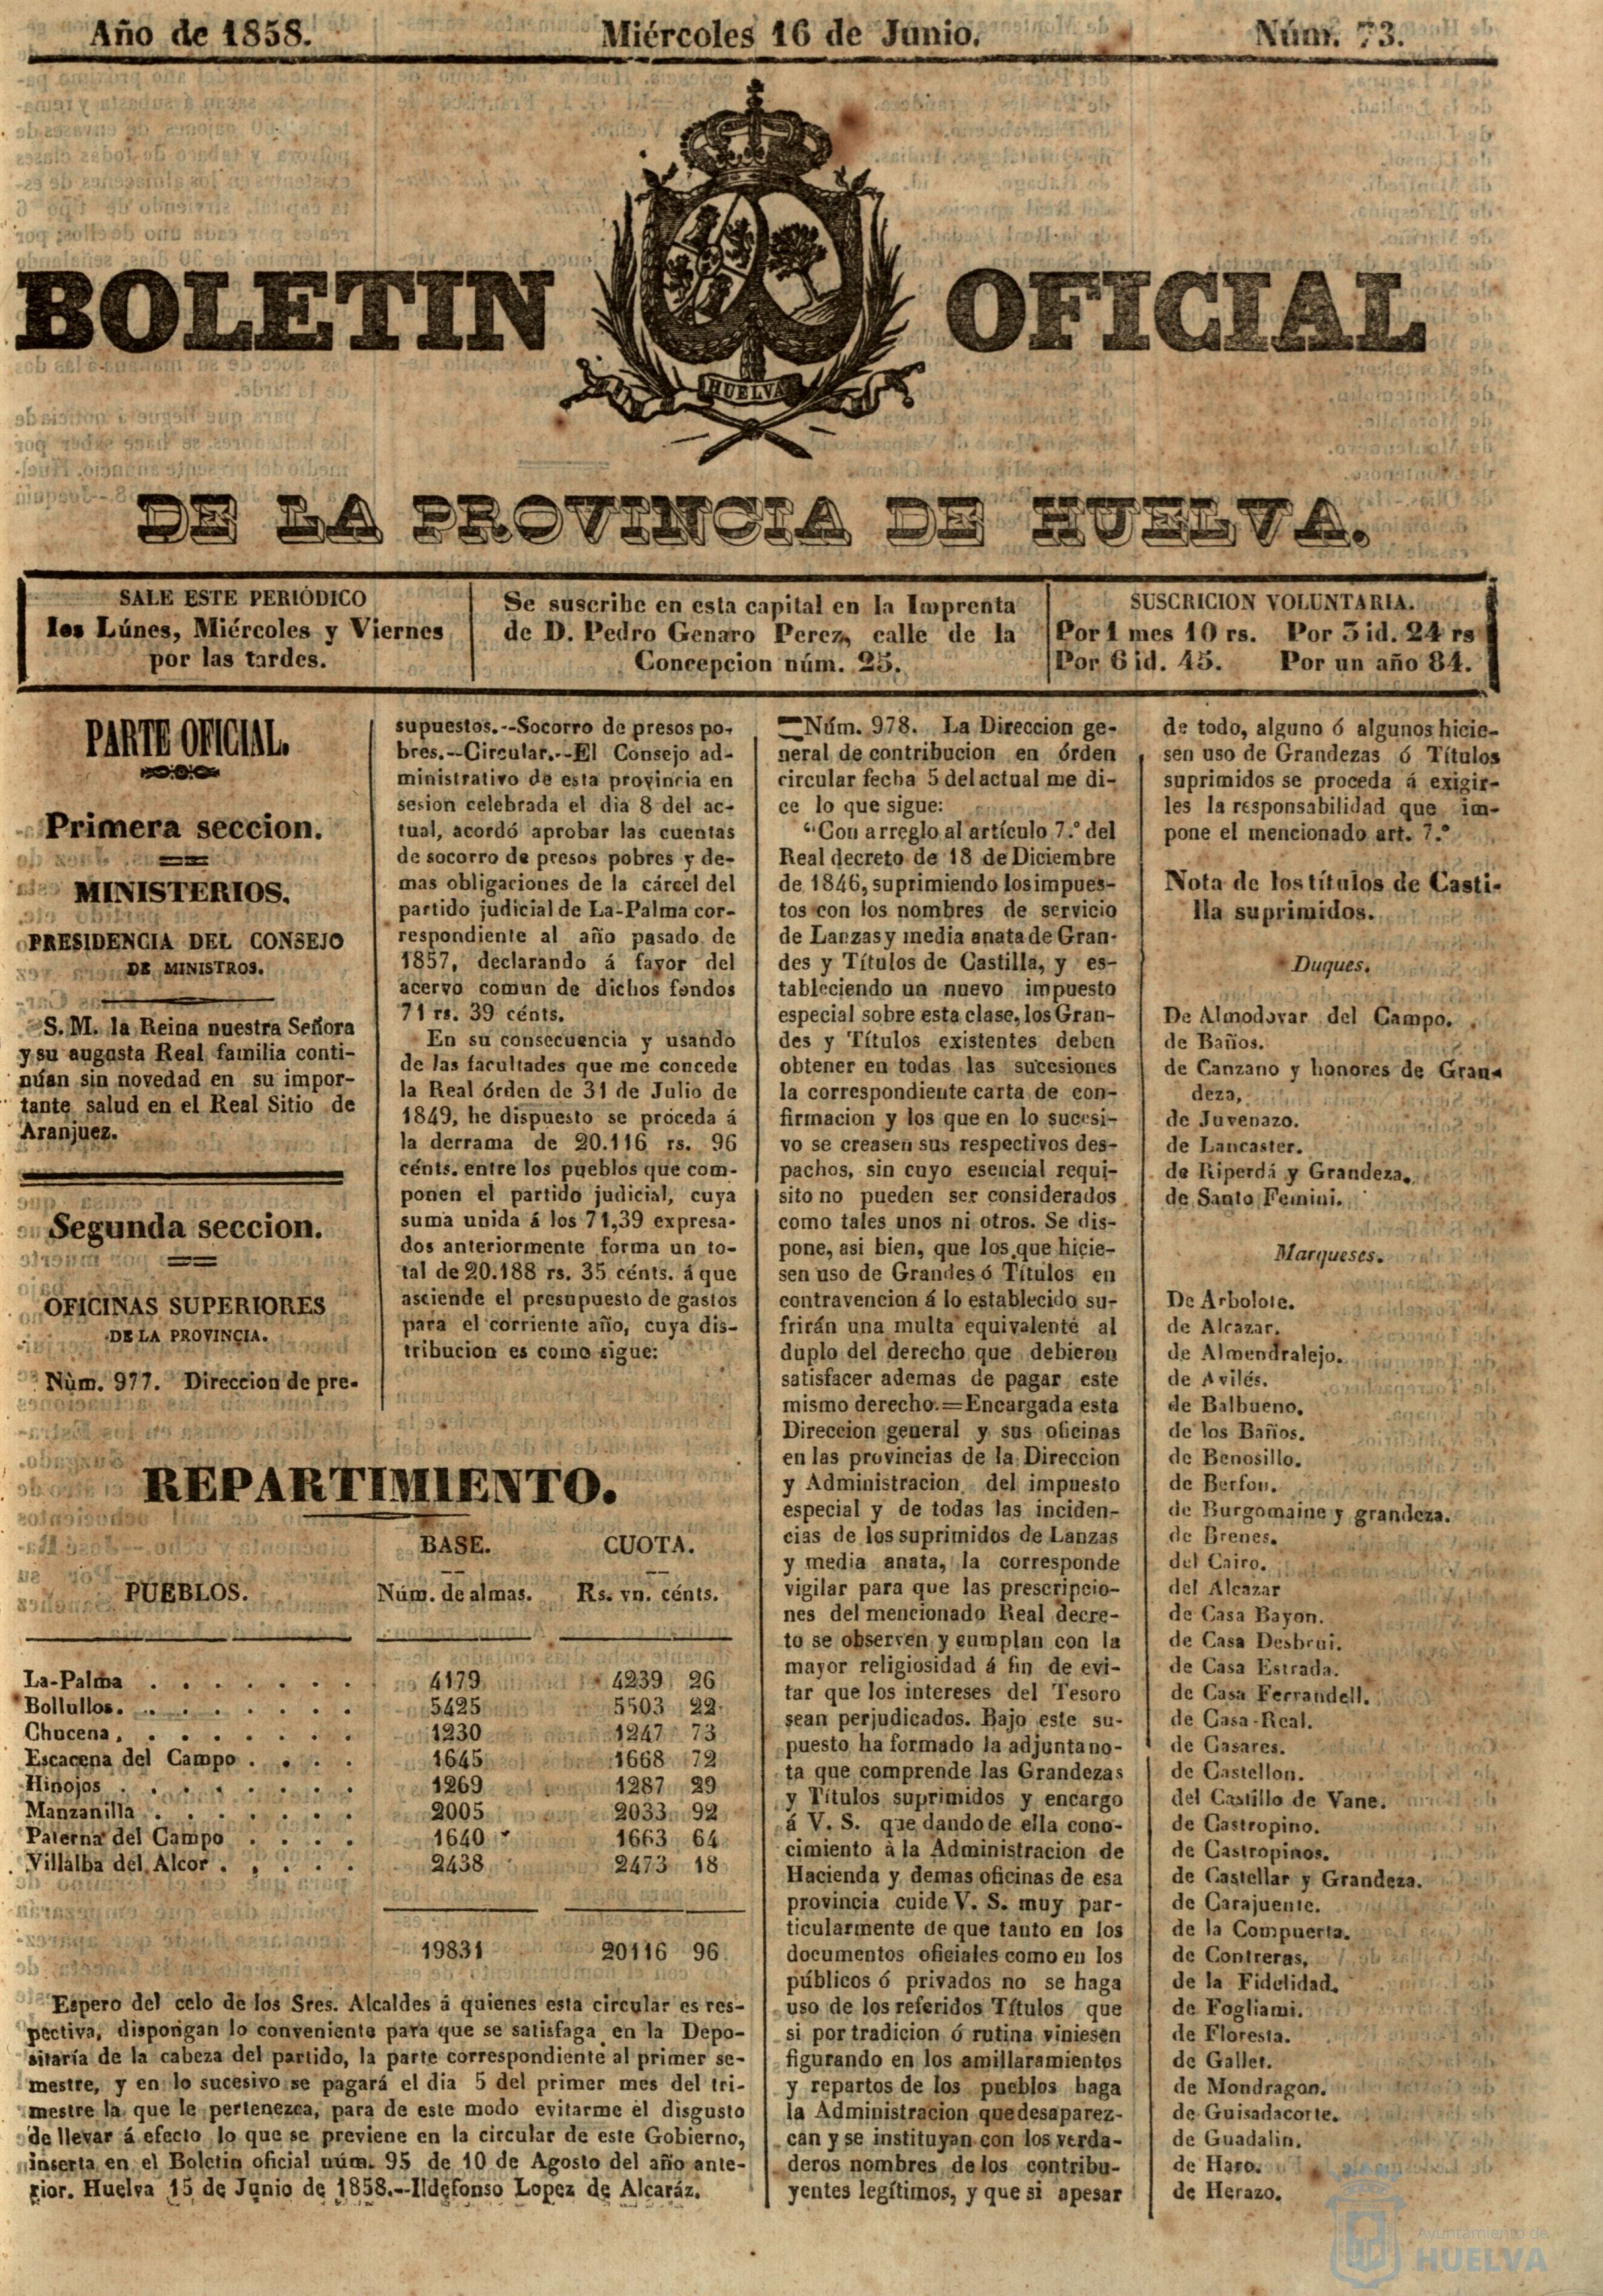 Año de 1858.
Miércoles 16 de Junio.
Núm. 73.
BOLETIN OFICIAL
HUELVA
DE LA PROVINCIA DE HUELVA.
SALE ESTE PERIÓDICO
los Lúnes, Miércoles y Viernes
por las tardes.
Se suscribe en esta capital en la Imprenta
de D. Pedro Genaro Perez, calle de la
Concepcion núm. 25.
SUSCRICION VOLUNTARIA.
Por 1 mes 10 rs. Por 3 id. 24 rs
Por 6 id. 45. Por un año 84.
PARTE OFICIAL.
Primera seccion.
MINISTERIOS.
PRESIDENCIA DEL CONSEJO
DE MINISTROS.
S. M. la Reina nuestra Señora
y su augusta Real familia conti-
núan sin novedad en su impor-
tante salud en el Real Sitio de
Aranjuez.
Segunda seccion.
OFICINAS SUPERIORES
DE LA PROVINCIA.
Núm. 977. Direccion de pre-
supuestos.--Socorro de presos po-
bres.--Circular.--El Consejo ad-
ministrativo de esta provincia en
sesion celebrada el dia 8 del ac-
tual, acordó aprobar las cuentas
de socorro de presos pobres y de-
mas obligaciones de la cárcel del
partido judicial de La-Palma cor-
respondiente al año pasado de
1857, declarando á favor del
acervo comun de dichos fondos
71 rs. 39 cénts.
En su consecuencia y usando
de las facultades que me concede
la Real órden de 31 de Julio de
1849, he dispuesto se proceda á
la derrama de 20.116 rs. 96
cénts. entre los pueblos que com-
ponen el partido judicial, cuya
suma unida á los 71,39 expresa-
dos anteriormente forma un to-
tal de 20.188 rs. 35 cénts. á que
asciende el presupuesto de gastos
para el corriente año, cuya dis-
tribucion es como sigue:
REPARTIMIENTO.
BASE. CUOTA.
PUEBLOS. Núm. de almas. Rs. vn. cénts.
La-Palma . . . . . . . 4179 4239 26
Bollullos. . . . . . . . 5425 5503 22
Chucena . . . . . . . 1230 1247 73
Escacena del Campo . . . . 1645 1668 72
Hinojos . . . . . . . . 1269 1287 29
Manzanilla . . . . . . . 2005 2033 92
Paterna del Campo . . . . 1640 1663 64
Villalba del Alcor . . . . . 2438 2473 18
19831 20116 96
Espero del celo de los Sres. Alcaldes á quienes esta circular es res-
pectiva, dispongan lo conveniente para que se satisfaga en la Depo-
sitaría de la cabeza del partido, la parte correspondiente al primer se-
mestre, y en lo sucesivo se pagará el dia 5 del primer mes del tri-
mestre la que le pertenezca, para de este modo evitarme el disgusto
de llevar á efecto lo que se previene en la circular de este Gobierno,
inserta en el Boletin oficial núm. 95 de 10 de Agosto del año ante-
rior. Huelva 15 de Junio de 1858.--Ildefonso Lopez de Alcaráz.
Núm. 978. La Direccion ge-
neral de contribucion en órden
circular fecha 5 del actual me di-
ce lo que sigue:
“Con arreglo al artículo 7.º del
Real decreto de 18 de Diciembre
de 1846, suprimiendo los impues-
tos con los nombres de servicio
de Lanzas y media anata de Gran-
des y Títulos de Castilla, y es-
tableciendo un nuevo impuesto
especial sobre esta clase, los Gran-
des y Títulos existentes deben
obtener en todas las sucesiones
la correspondiente carta de con-
firmacion y los que en lo sucesi-
vo se creasen sus respectivos des-
pachos, sin cuyo esencial requi-
sito no pueden ser considerados
como tales unos ni otros. Se dis-
pone, asi bien, que los que hicie-
sen uso de Grandes ó Títulos en
contravencion á lo establecido su-
frirán una multa equivalente al
duplo del derecho que debieron
satisfacer ademas de pagar este
mismo derecho.=Encargada esta
Direccion general y sus oficinas
en las provincias de la Direccion
y Administracion del impuesto
especial y de todas las inciden-
cias de los suprimidos de Lanzas
y media anata, la corresponde
vigilar para que las prescripcio-
nes del mencionado Real decre-
to se observen y cumplan con la
mayor religiosidad á fin de evi-
tar que los intereses del Tesoro
sean perjudicados. Bajo este su-
puesto ha formado la adjunta no-
ta que comprende las Grandezas
y Títulos suprimidos y encargo
á V. S. que dando de ella cono-
cimiento à la Administracion de
Hacienda y demas oficinas de esa
provincia cuide V. S. muy par-
ticularmente de que tanto en los
documentos oficiales como en los
públicos ó privados no se haga
uso de los referidos Títulos que
si por tradicion ó rutina viniesen
figurando en los amillaramientos
y repartos de los pueblos haga
la Administracion que desaparez-
can y se instituyan con los verda-
deros nombres de los contribu-
yentes legítimos, y que si apesar
de todo, alguno ó algunos hicie-
sen uso de Grandezas ó Títulos
suprimidos se proceda á exigir-
les la responsabilidad que im-
pone el mencionado art. 7.º
Nota de los títulos de Casti-
lla suprimidos.
Duques.
De Almodovar del Campo.
de Baños.
de Canzano y honores de Gran-
deza,
de Juvenazo.
de Lancaster.
de Riperdá y Grandeza.
de Santo Femini.
Marqueses.
De Arbolote.
de Alcazar.
de Almendralejo.
de Avilés.
de Balbueno.
de los Baños.
de Benosillo.
de Berfon.
de Burgomaine y grandeza.
de Brenes.
del Cairo.
del Alcazar
de Casa Bayon.
de Casa Desbrui.
de Casa Estrada.
de Casa Ferrandell.
de Casa-Real.
de Casares.
de Castellon.
del Castillo de Vane.
de Castropino.
de Castropinos.
de Castellar y Grandeza.
de Carajuente.
de la Compuerta.
de Contreras,
de la Fidelidad.
de Fogliami.
de Floresta.
de Gallet.
de Mondragon.
de Guisadacorte.
de Guadalin.
de Haro.
de Herazo.
Ayuntamiento de
HUELVA